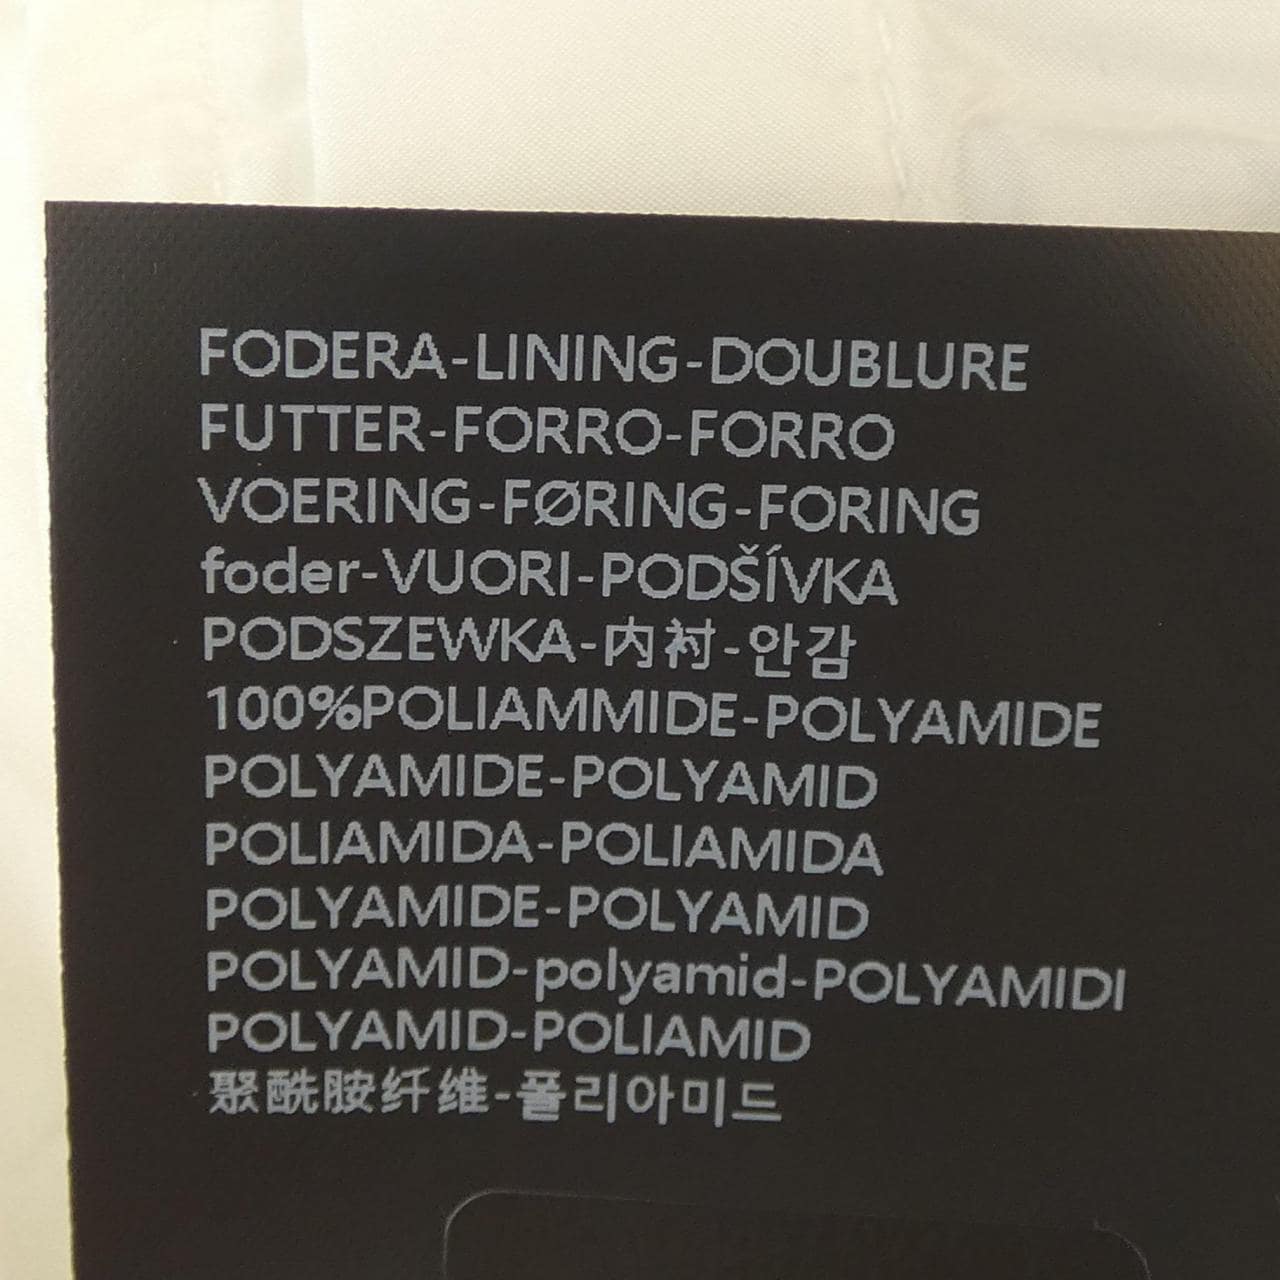 FODERA-LINING-DOUBLURE
FUTTER-FORRO-FORRO
VOERING-FØRING-FORING
foder-VUORI-PODŠÍVKA
PODSZEWKA-内衬-안감
100%POLIAMMIDE-POLYAMIDE
POLYAMIDE-POLYAMID
POLIAMIDA-POLIAMIDA
POLYAMIDE-POLYAMID
POLYAMID-polyamid-POLYAMIDI
POLYAMID-POLIAMID
聚酰胺纤维-폴리아미드